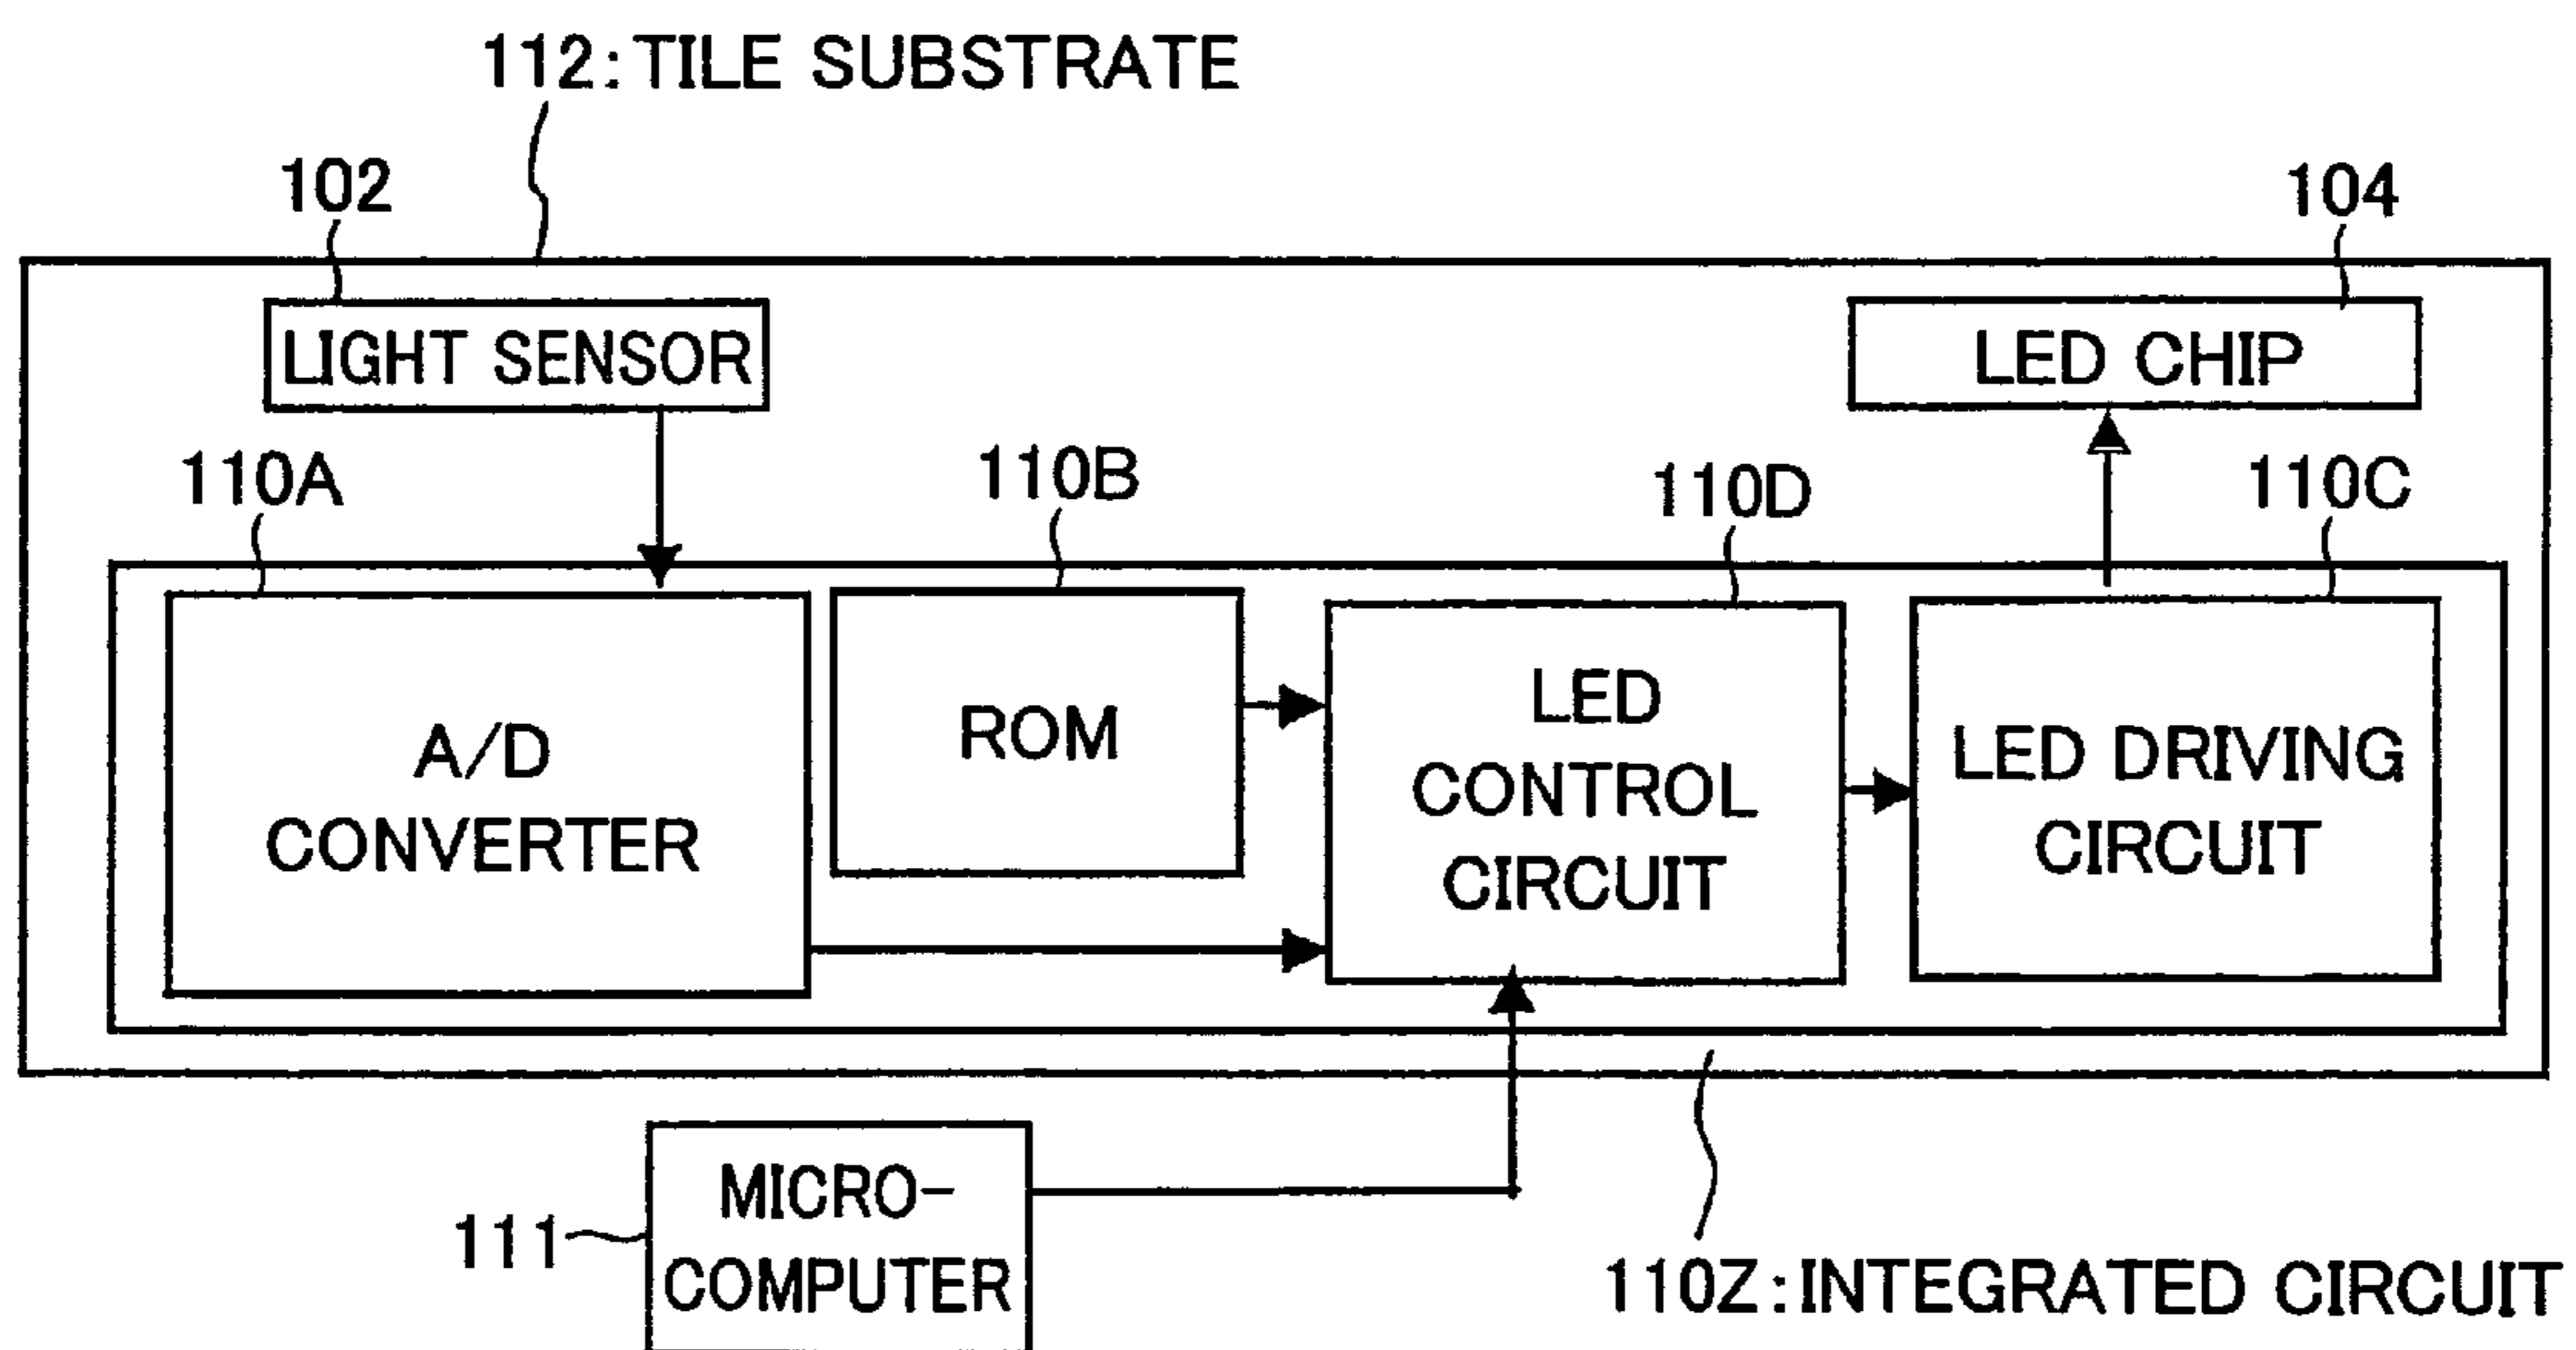 112:TILE SUBSTRATE
102
104
LIGHT SENSOR
LED CHIP
110A
110B
110D
110C
A/D
CONVERTER
ROM
LED
CONTROL
CIRCUIT
LED DRIVING
CIRCUIT
111
MICRO-
COMPUTER
110Z:INTEGRATED CIRCUIT